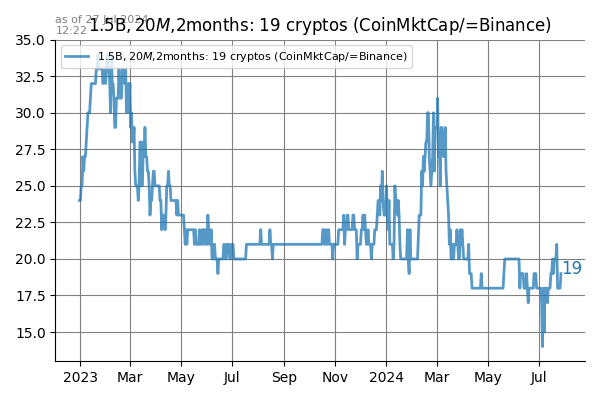 as of 27 Jul 2024
12:22
1.5B, 20M, 2months: 19 cryptos (CoinMktCap/=Binance)
1.5B, 20M, 2months: 19 cryptos (CoinMktCap/=Binance)
35.0
32.5
30.0
27.5
25.0
22.5
20.0
17.5
15.0
19
2023 Mar May Jul Sep Nov 2024 Mar May Jul